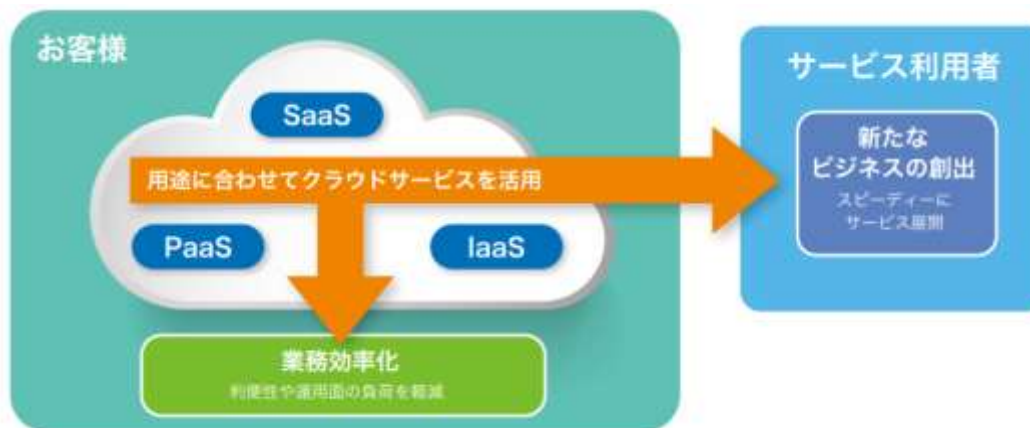 お客様
SaaS
用途に合わせてクラウドサービスを活用
PaaS
IaaS
業務効率化
利便性や運用面の負荷を軽減
サービス利用者
新たな
ビジネスの創出
スピーディーに
サービス展開